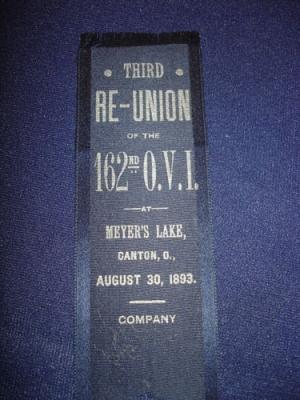 • THIRD •
RE-UNION
OF THE
162ND O.V.I.
—AT—
MEYER'S LAKE,
CANTON, O.,
AUGUST 30, 1893.
COMPANY